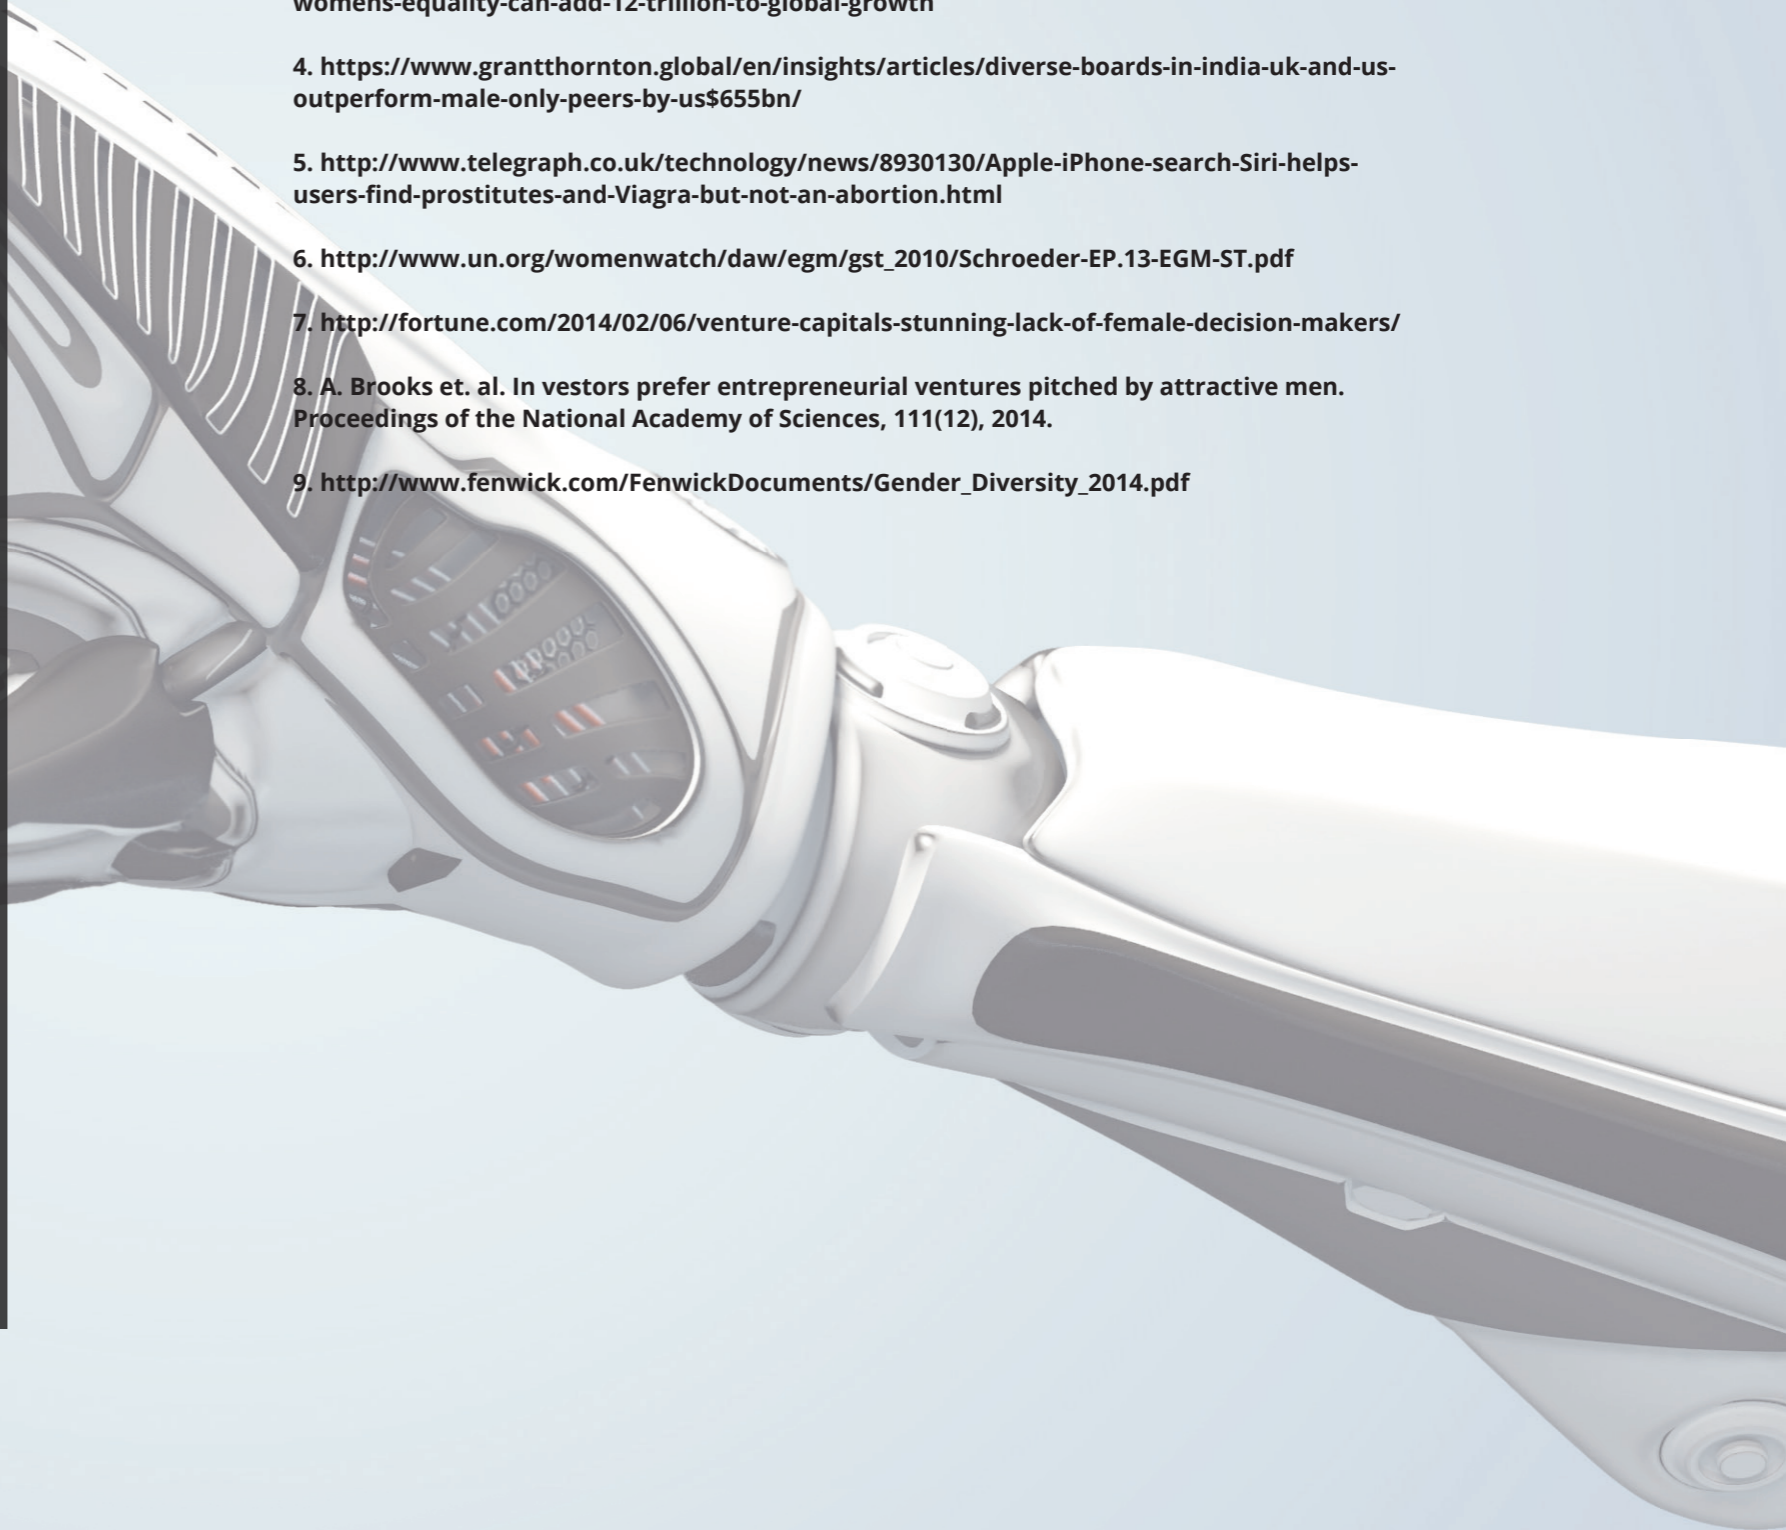 womens-equality-can-add-12-trillion-to-global-growth
4. https://www.grantthornton.global/en/insights/articles/diverse-boards-in-india-uk-and-us-
outperform-male-only-peers-by-us$655bn/
5. http://www.telegraph.co.uk/technology/news/8930130/Apple-iPhone-search-Siri-helps-
users-find-prostitutes-and-Viagra-but-not-an-abortion.html
6. http://www.un.org/womenwatch/daw/egm/gst_2010/Schroeder-EP.13-EGM-ST.pdf
7. http://fortune.com/2014/02/06/venture-capitals-stunning-lack-of-female-decision-makers/
8. A. Brooks et. al. In vestors prefer entrepreneurial ventures pitched by attractive men.
Proceedings of the National Academy of Sciences, 111(12), 2014.
9. http://www.fenwick.com/FenwickDocuments/Gender_Diversity_2014.pdf